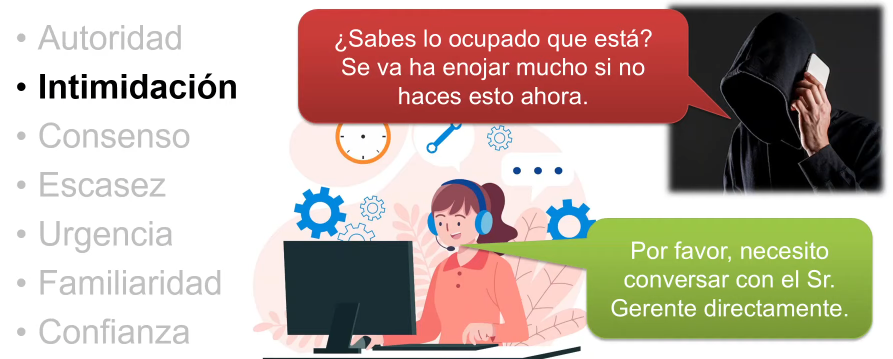 • Autoridad
• Intimidación
• Consenso
• Escasez
• Urgencia
• Familiaridad
• Confianza
¿Sabes lo ocupado que está?
Se va ha enojar mucho si no
haces esto ahora.
Por favor, necesito
conversar con el Sr.
Gerente directamente.